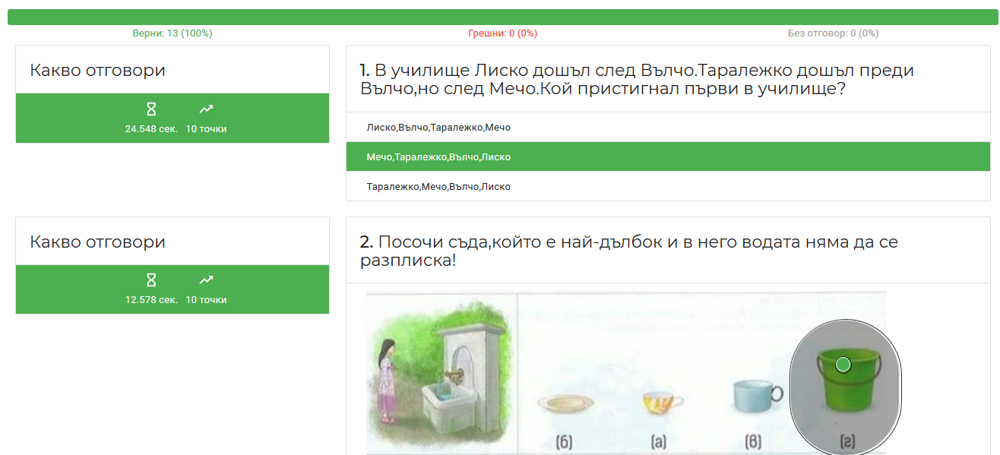 Верни: 13 (100%)
Грешни: 0 (0%)
Без отговор: 0 (0%)
Какво отговори
24.548 сек. 10 точки
1. В училище Лиско дошъл след Вълчо.Таралежко дошъл преди
Вълчо,но след Мечо.Кой пристигнал първи в училище?
Лиско,Вълчо,Таралежко,Мечо
Мечо,Таралежко,Вълчо,Лиско
Таралежко,Мечо,Вълчо,Лиско
Какво отговори
12.578 сек. 10 точки
2. Посочи съда,който е най-дълбок и в него водата няма да се
разплиска!
(б) (а) (в) (г)